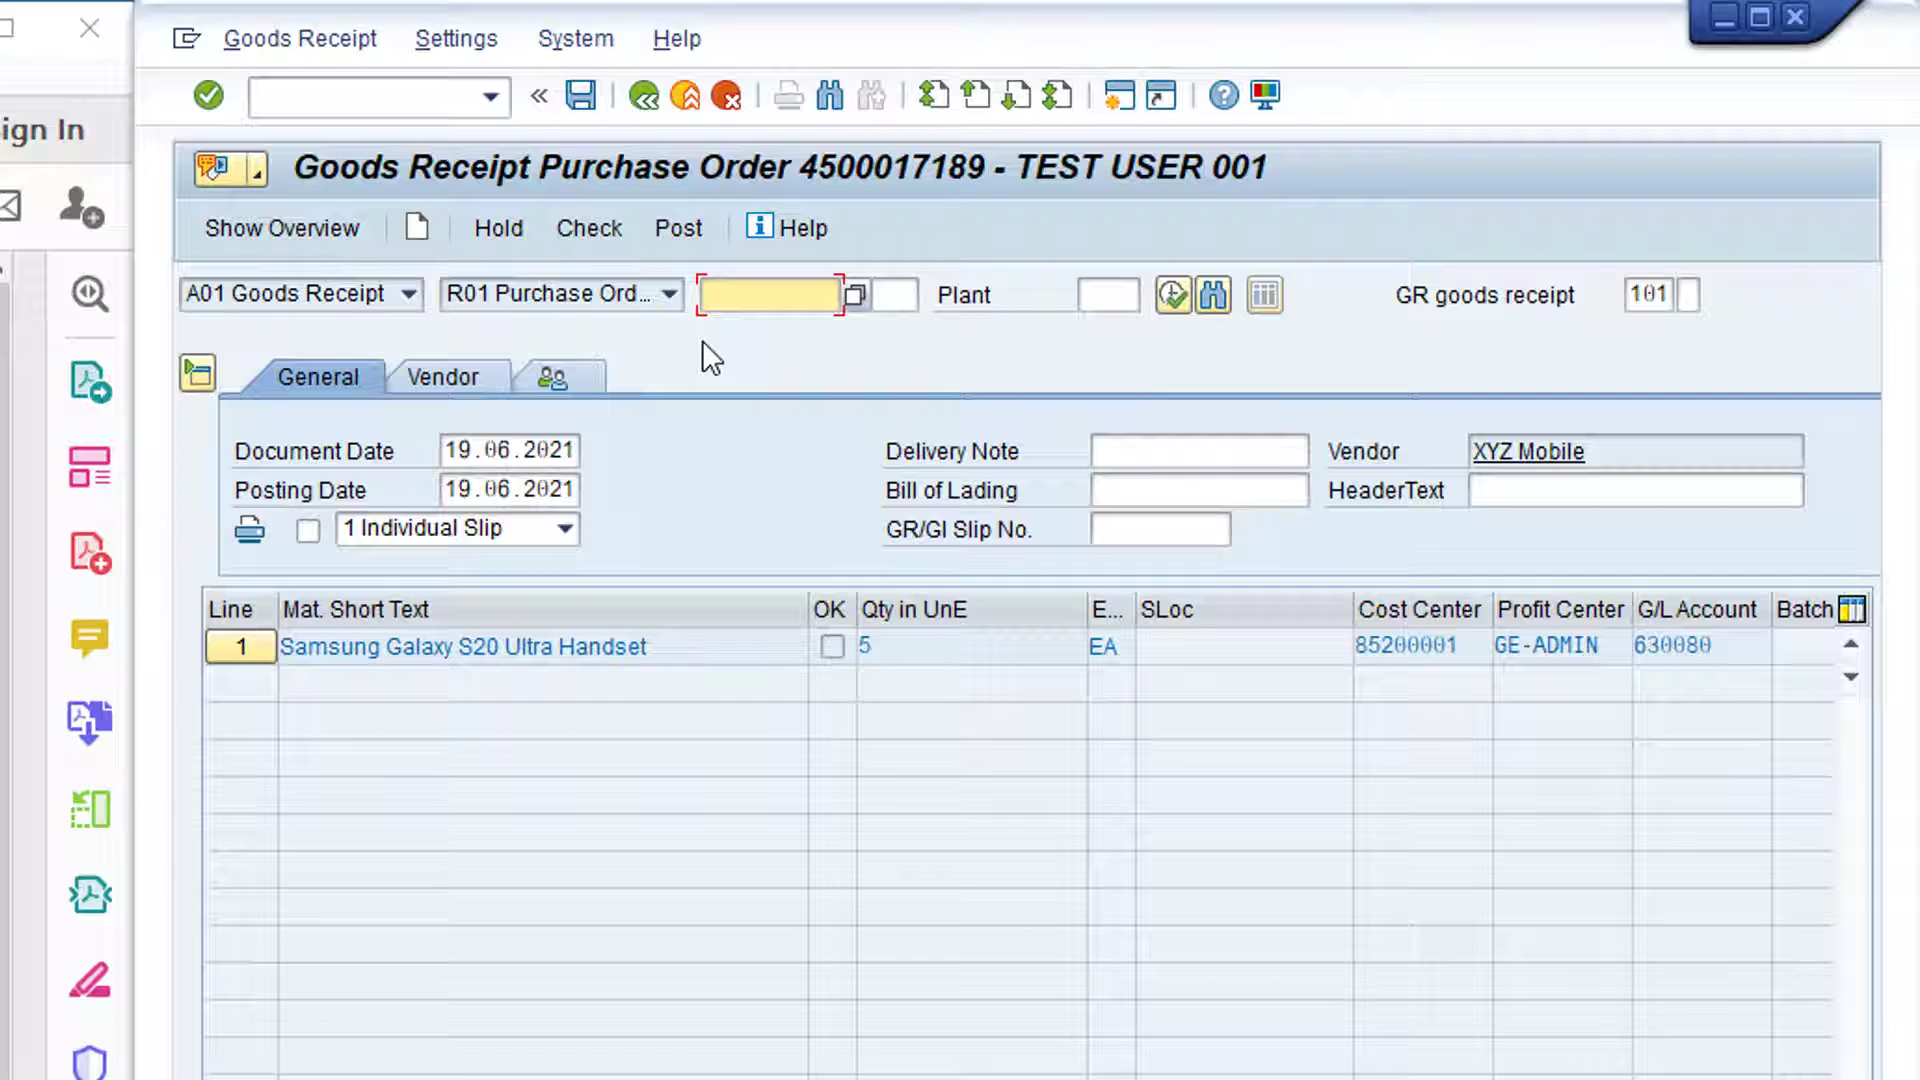 Goods Receipt Settings System Help
ign In
Goods Receipt Purchase Order 4500017189 - TEST USER 001
Show Overview Hold Check Post Help
A01 Goods Receipt R01 Purchase Ord... Plant GR goods receipt 101
General Vendor
Document Date 19.06.2021 Delivery Note Vendor XYZ Mobile
Posting Date 19.06.2021 Bill of Lading HeaderText
1 Individual Slip GR/GI Slip No.
Line Mat. Short Text OK Qty in UnE E... SLoc Cost Center Profit Center G/L Account Batch
1 Samsung Galaxy S20 Ultra Handset 5 EA 85200001 GE-ADMIN 630080